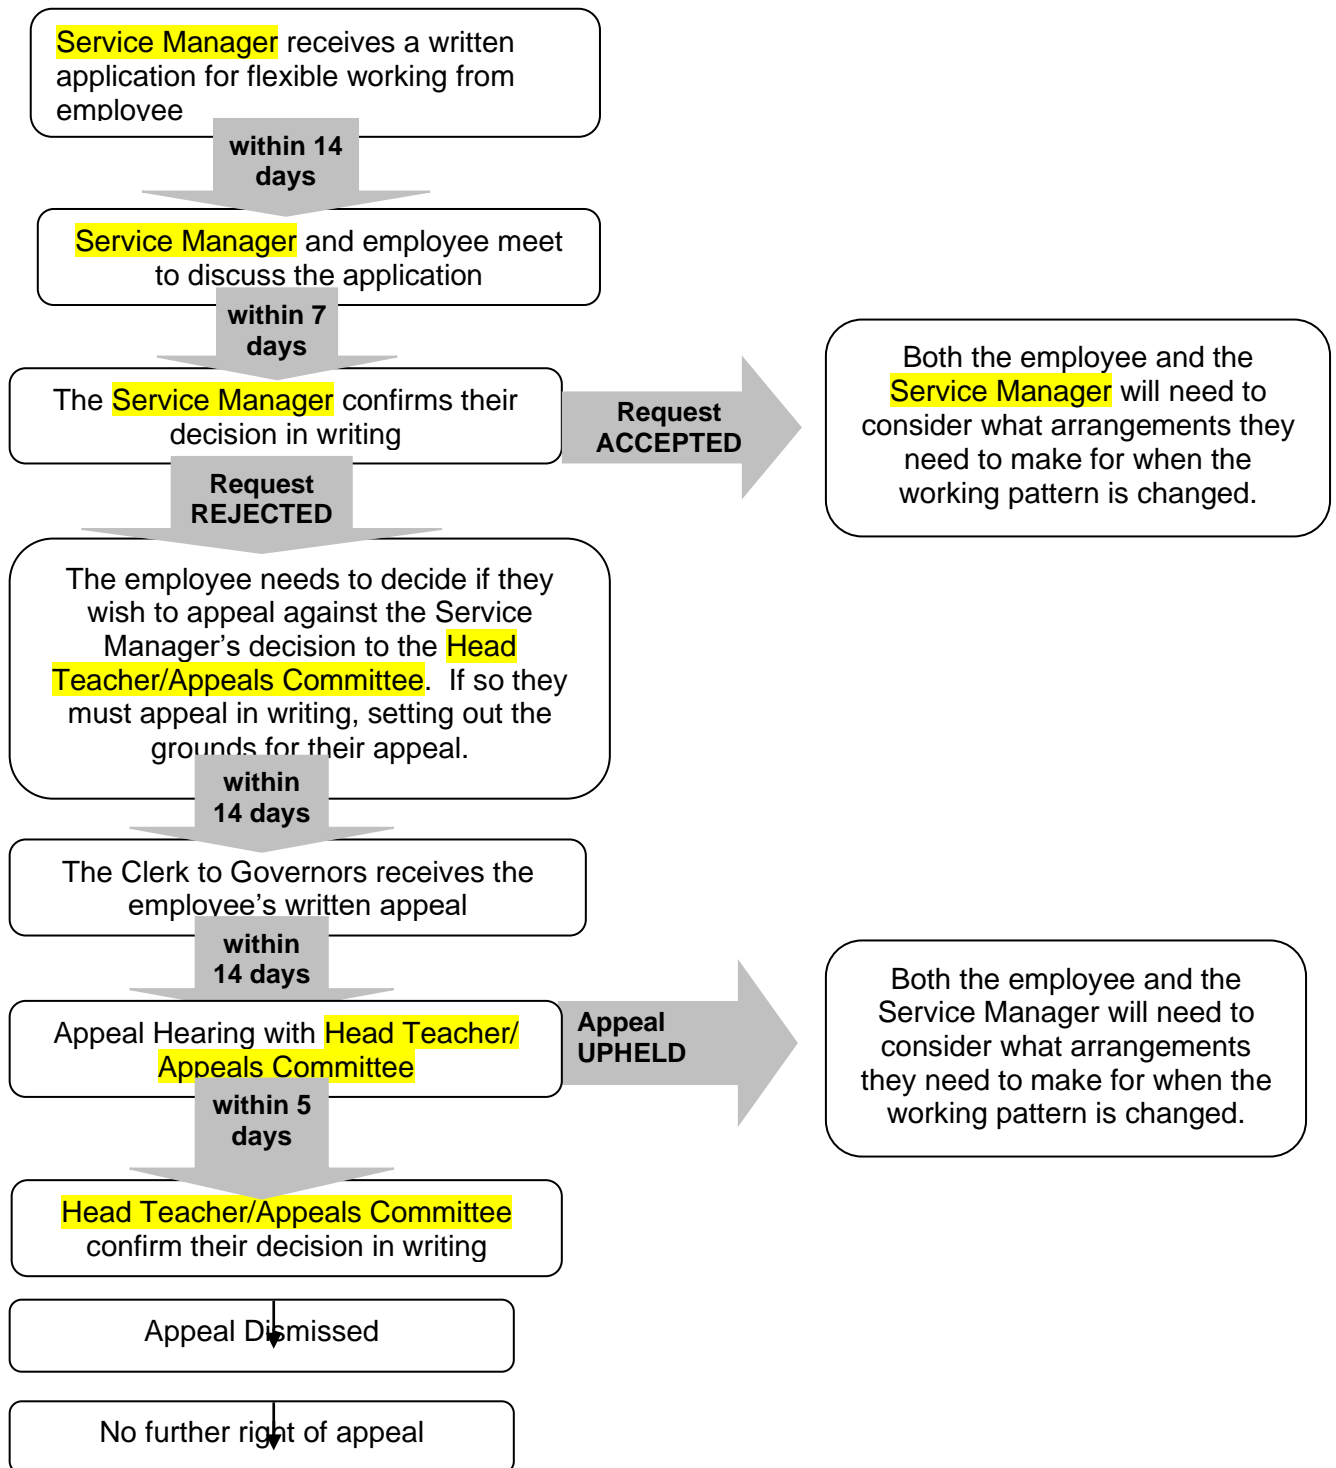 Service Manager receives a written
application for flexible working from
employee
within 14
days
Service Manager and employee meet
to discuss the application
within 7
days
The Service Manager confirms their
decision in writing
Request
ACCEPTED
Both the employee and the
Service Manager will need to
consider what arrangements they
need to make for when the
working pattern is changed.
Request
REJECTED
The employee needs to decide if they
wish to appeal against the Service
Manager’s decision to the Head
Teacher/Appeals Committee.  If so they
must appeal in writing, setting out the
grounds for their appeal.
within
14 days
The Clerk to Governors receives the
employee’s written appeal
within
14 days
Appeal Hearing with Head Teacher/
Appeals Committee
Appeal
UPHELD
Both the employee and the
Service Manager will need to
consider what arrangements
they need to make for when the
working pattern is changed.
within 5
days
Head Teacher/Appeals Committee
confirm their decision in writing
Appeal Dismissed
No further right of appeal